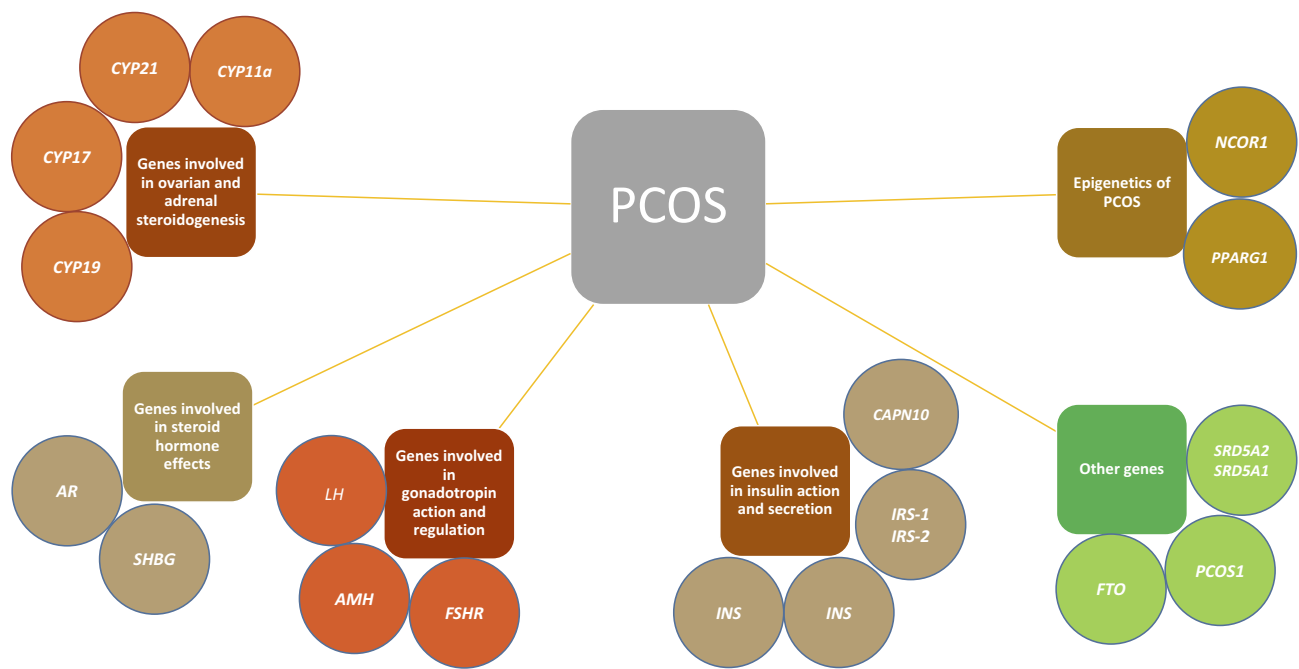 PCOS
CYP21
CYP11a
CYP17
CYP19
Genes involved
in ovarian and
adrenal
steroidogenesis
Epigenetics of
PCOS
NCOR1
PPARG1
Genes involved
in steroid
hormone
effects
AR
SHBG
Genes involved
in
gonadotropin
action and
regulation
LH
AMH
FSHR
Genes involved
in insulin action
and secretion
CAPN10
IRS-1
IRS-2
INS
INS
Other genes
SRD5A2
SRD5A1
PCOS1
FTO